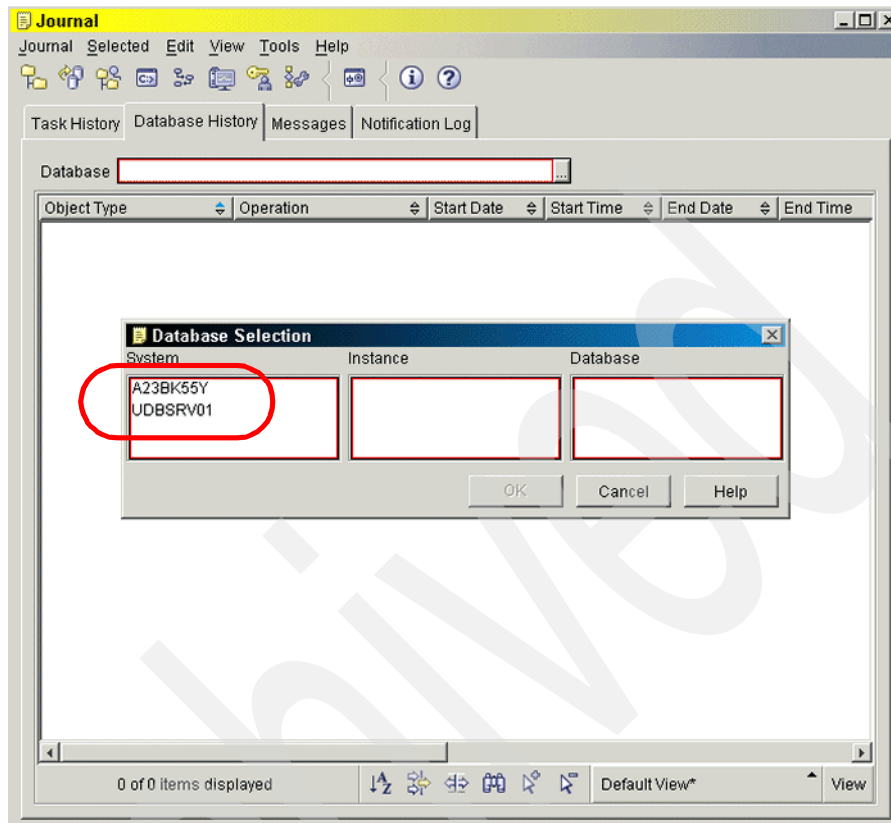 Journal
Journal Selected Edit View Tools Help
Task History Database History Messages Notification Log
Database ...
Object Type Operation Start Date Start Time End Date End Time
Database Selection
System Instance Database
A23BK55Y
UDBSRV01
OK Cancel Help
0 of 0 items displayed Default View* View